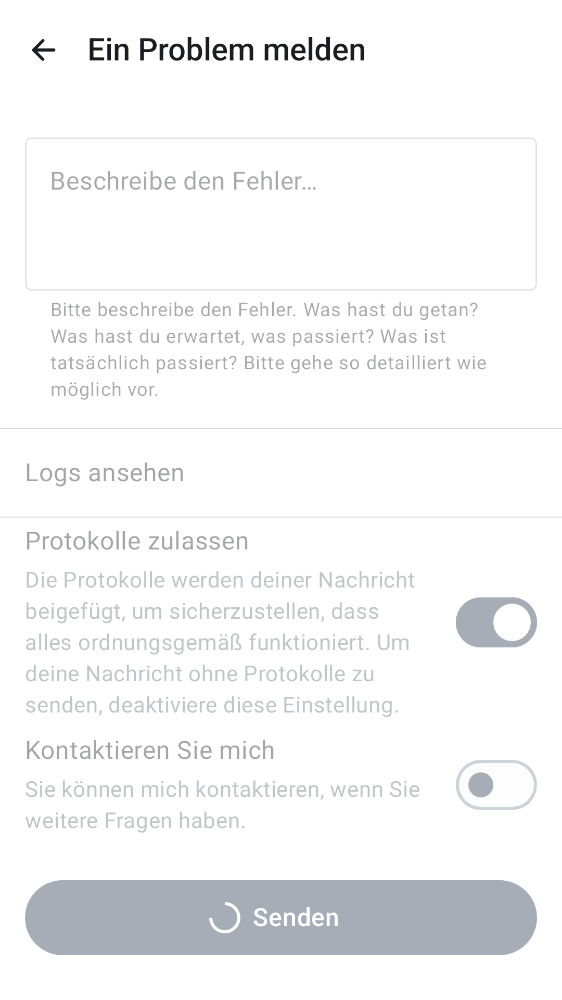 Ein Problem melden
Beschreibe den Fehler…
Bitte beschreibe den Fehler. Was hast du getan?
Was hast du erwartet, was passiert? Was ist
tatsächlich passiert? Bitte gehe so detailliert wie
möglich vor.
Logs ansehen
Protokolle zulassen
Die Protokolle werden deiner Nachricht
beigefügt, um sicherzustellen, dass
alles ordnungsgemäß funktioniert. Um
deine Nachricht ohne Protokolle zu
senden, deaktiviere diese Einstellung.
Kontaktieren Sie mich
Sie können mich kontaktieren, wenn Sie
weitere Fragen haben.
Senden